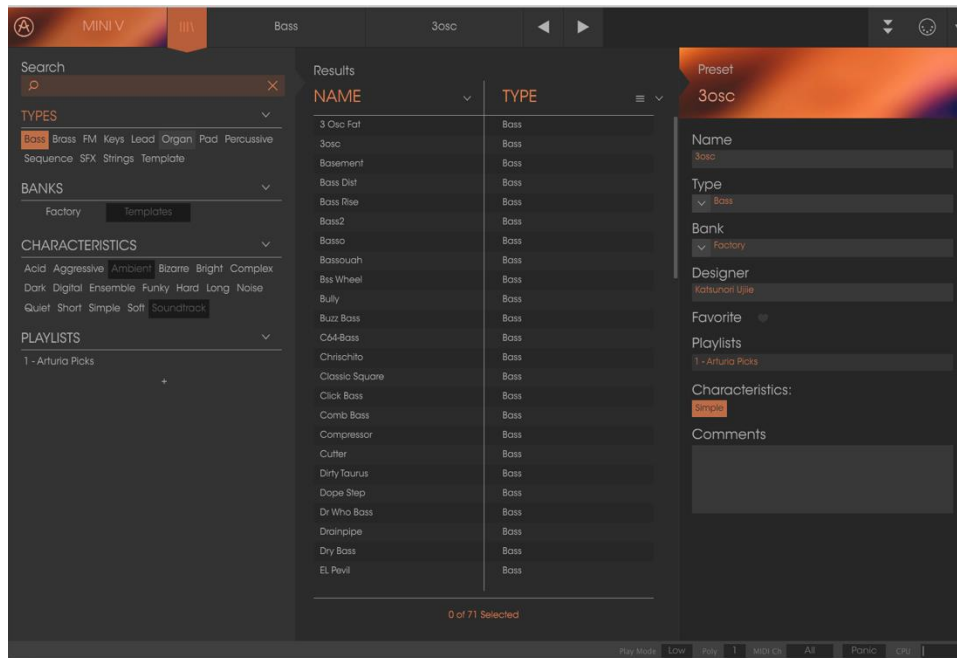 MINI V
Bass
3osc
Search
TYPES
Bass Brass FM Keys Lead Organ Pad Percussive
Sequence SFX Strings Template
BANKS
Factory Templates
CHARACTERISTICS
Acid Aggressive Ambient Bizarre Bright Complex
Dark Digital Ensemble Funky Hard Long Noise
Quiet Short Simple Soft Soundtrack
PLAYLISTS
1 - Arturia Picks
+
Results
NAME TYPE
3 Osc Fat Bass
3osc Bass
Basement Bass
Bass Dist Bass
Bass Rise Bass
Bass2 Bass
Basso Bass
Bassouah Bass
Bss Wheel Bass
Bully Bass
Buzz Bass Bass
C64-Bass Bass
Chrischito Bass
Classic Square Bass
Click Bass Bass
Comb Bass Bass
Compressor Bass
Cutter Bass
Dirty Taurus Bass
Dope Step Bass
Dr Who Bass Bass
Drainpipe Bass
Dry Bass Bass
EL Pevil Bass
0 of 71 Selected
Preset
3osc
Name
3osc
Type
Bass
Bank
Factory
Designer
Katsunori Ujiie
Favorite
Playlists
1 - Arturia Picks
Characteristics:
Simple
Comments
Play Mode Low Poly 1 MIDI Ch All Panic CPU